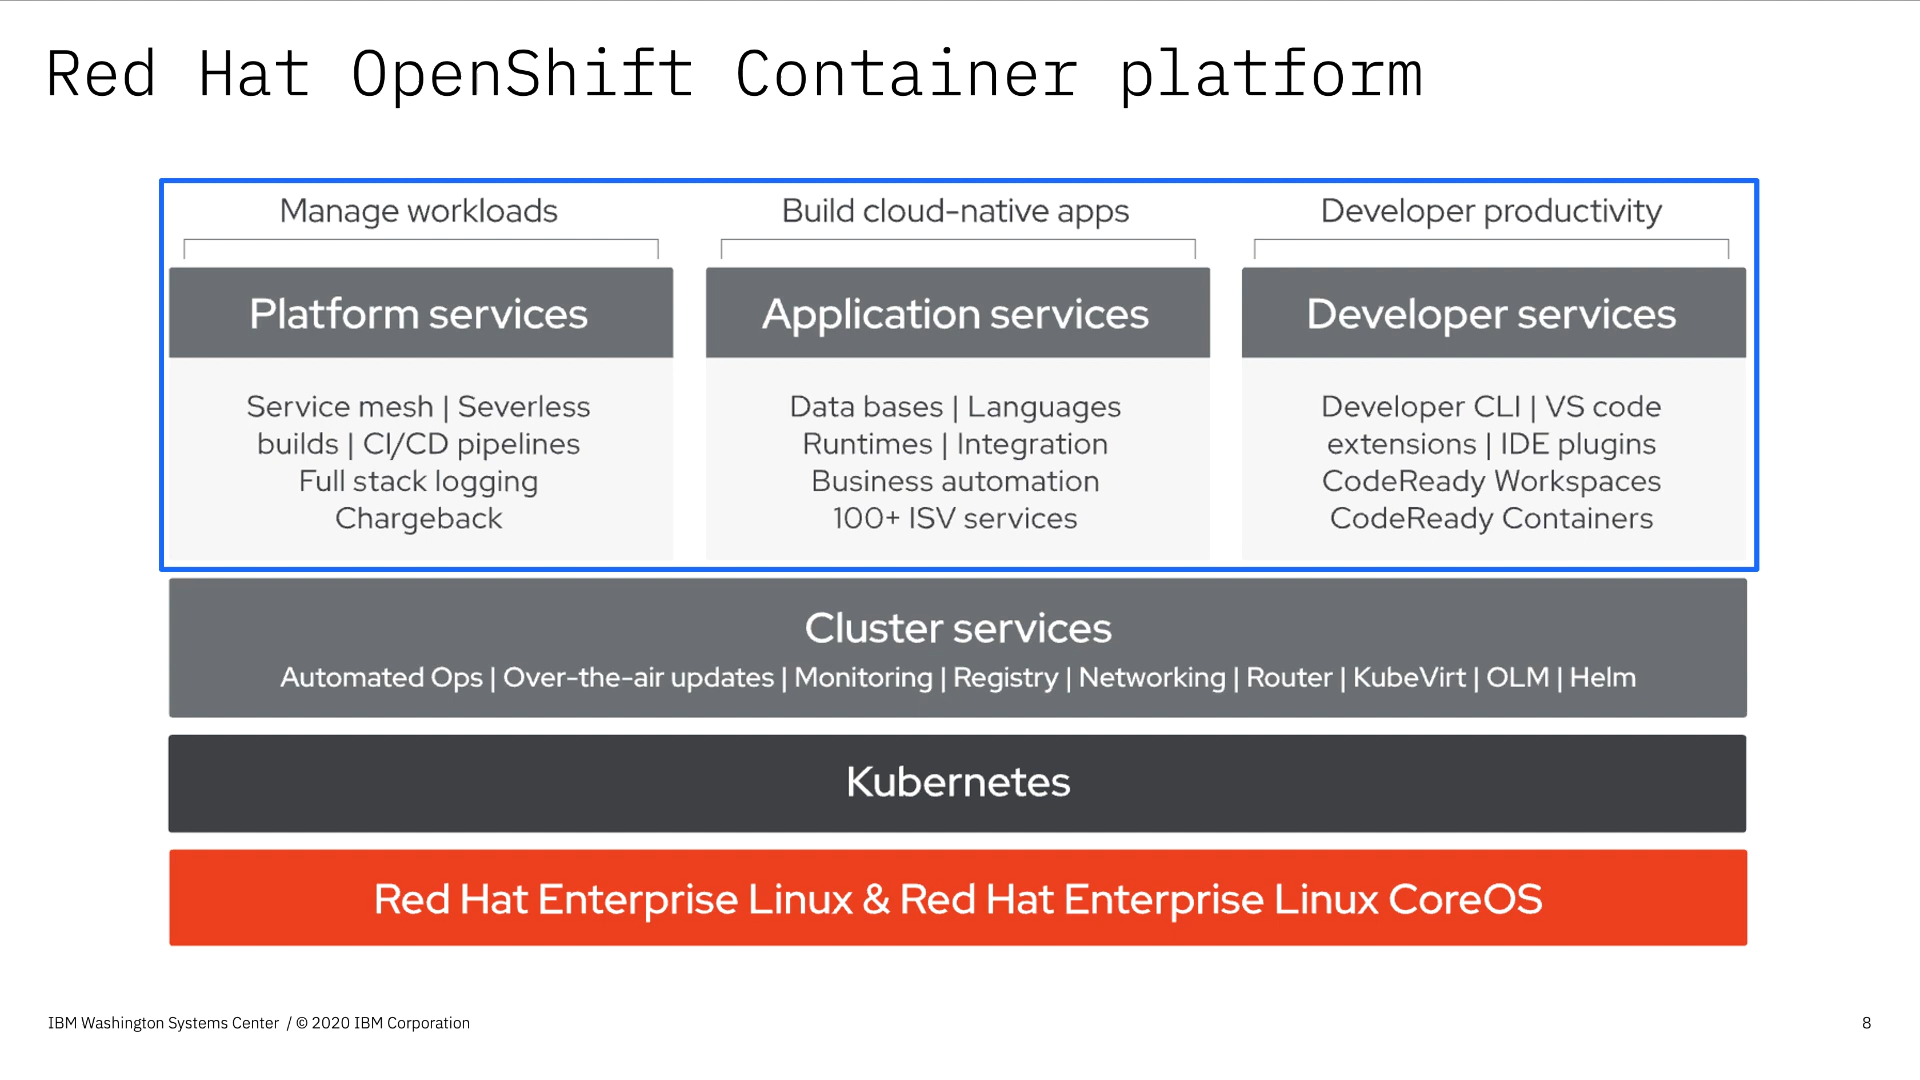 Red Hat OpenShift Container platform
Manage workloads
Platform services
Service mesh | Severless
builds | CI/CD pipelines
Full stack logging
Chargeback
Build cloud-native apps
Application services
Data bases | Languages
Runtimes | Integration
Business automation
100+ ISV services
Developer productivity
Developer services
Developer CLI | VS code
extensions | IDE plugins
CodeReady Workspaces
CodeReady Containers
Cluster services
Automated Ops | Over-the-air updates | Monitoring | Registry | Networking | Router | KubeVirt | OLM | Helm
Kubernetes
Red Hat Enterprise Linux & Red Hat Enterprise Linux CoreOS
IBM Washington Systems Center / © 2020 IBM Corporation
8